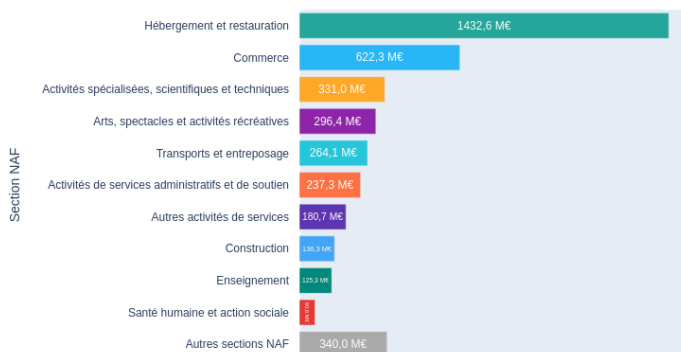 Section NAF
Hébergement et restauration 1432,6 M€
Commerce 622,3 M€
Activités spécialisées, scientifiques et techniques 331,0 M€
Arts, spectacles et activités récréatives 296,4 M€
Transports et entreposage 264,1 M€
Activités de services administratifs et de soutien 237,3 M€
Autres activités de services 180,7 M€
Construction 136,3 M€
Enseignement 125,3 M€
Santé humaine et action sociale
Autres sections NAF 340,0 M€